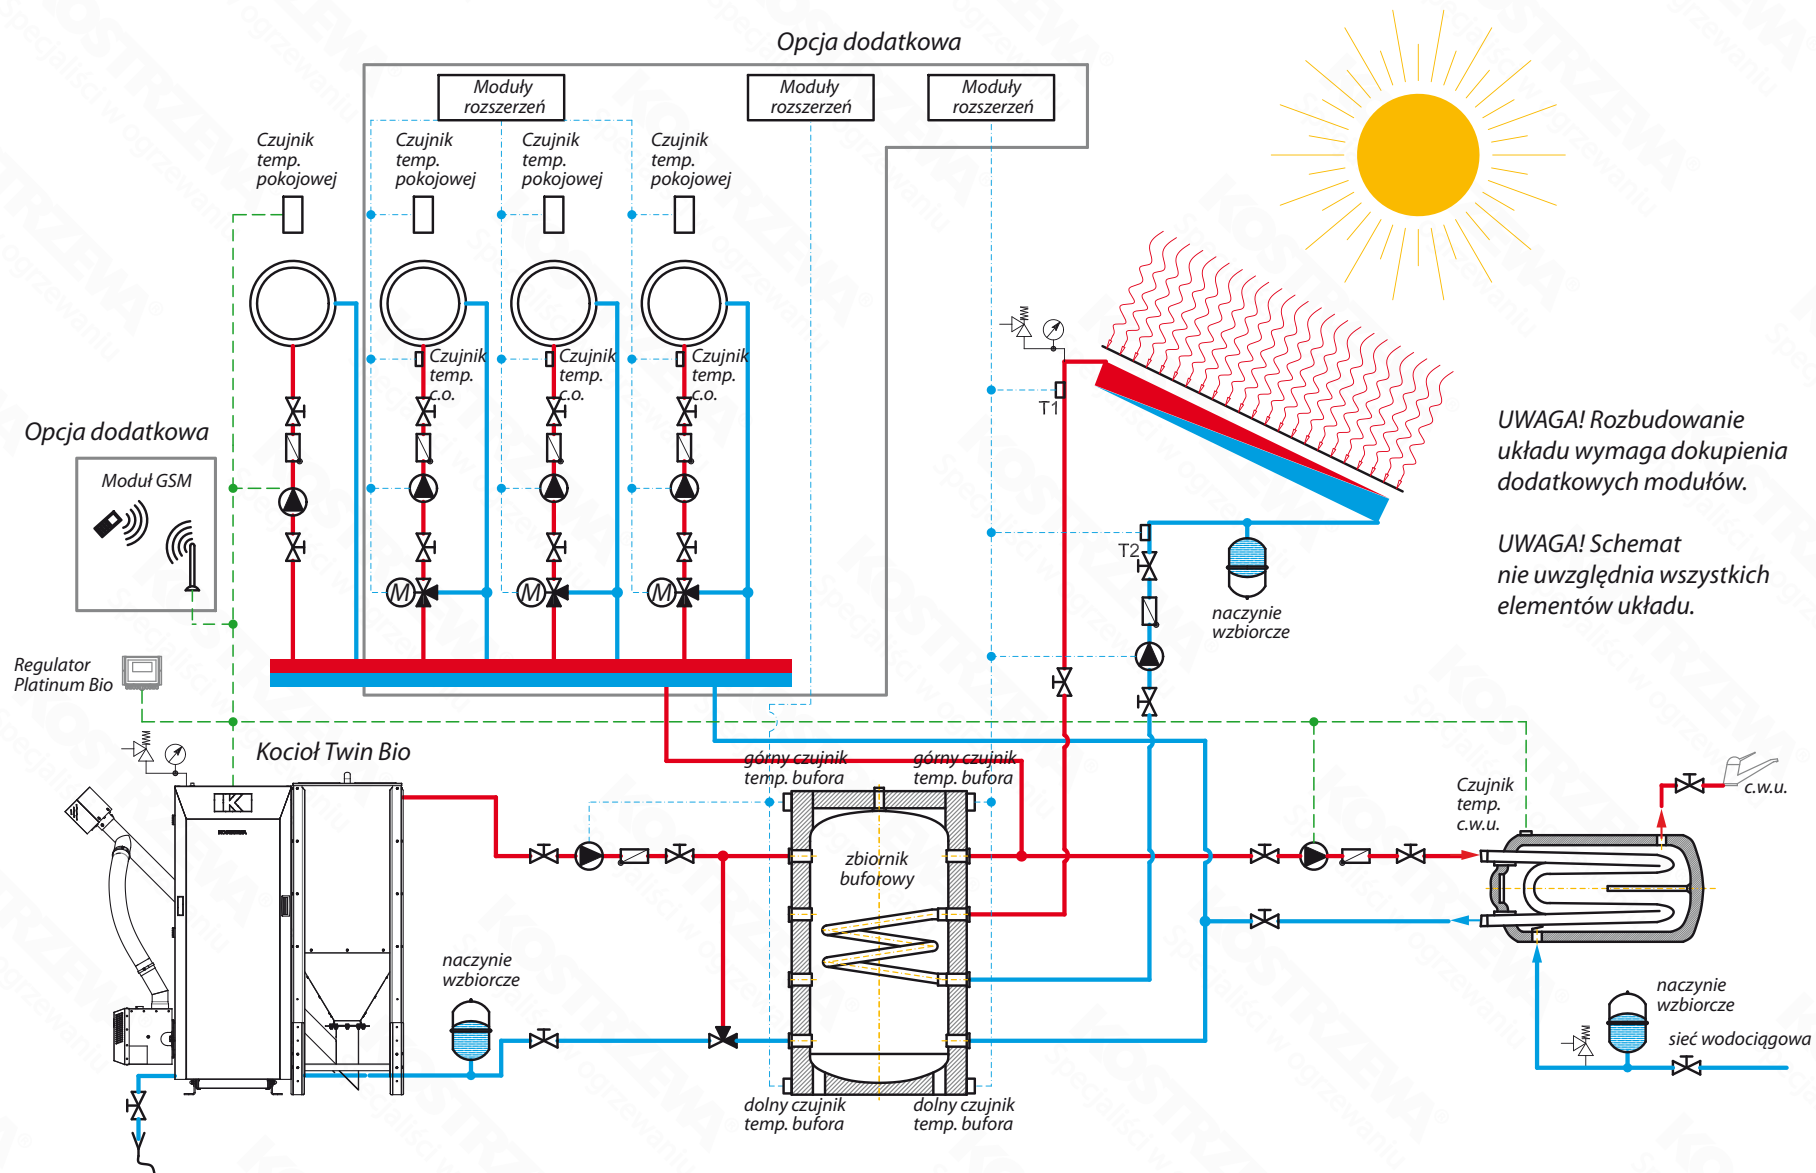 Opcja dodatkowa
Moduły
rozszerzeń
Moduły
rozszerzeń
Moduły
rozszerzeń
Czujnik
temp.
pokojowej
Czujnik
temp.
pokojowej
Czujnik
temp.
pokojowej
Czujnik
temp.
pokojowej
Czujnik
temp.
c.o.
Czujnik
temp.
c.o.
Czujnik
temp.
c.o.
T1
Opcja dodatkowa
Moduł GSM
UWAGA! Rozbudowanie
układu wymaga dokupienia
dodatkowych modułów.
UWAGA! Schemat
nie uwzględnia wszystkich
elementów układu.
T2
naczynie
wzbiorcze
M
M
M
Regulator
Platinum Bio
Kocioł Twin Bio
K
górny czujnik
temp. bufora
górny czujnik
temp. bufora
Czujnik
temp.
c.w.u.
c.w.u.
zbiornik
buforowy
naczynie
wzbiorcze
naczynie
wzbiorcze
sieć wodociągowa
dolny czujnik
temp. bufora
dolny czujnik
temp. bufora
KOSTRZEWA®
Specjaliści w ogrzewaniu